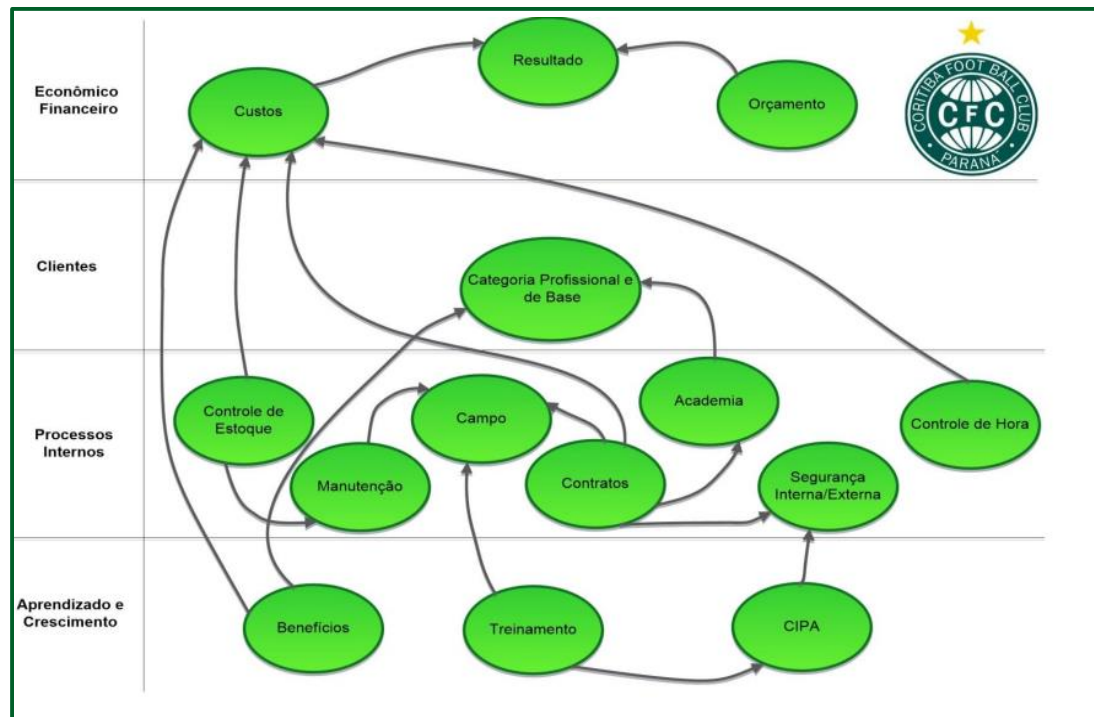 Econômico
Financeiro
Custos
Resultado
Orçamento
CORITIBA FOOT BALL CLUB
CFC
PARANÁ
Clientes
Categoria Profissional e
de Base
Processos
Internos
Controle de
Estoque
Manutenção
Campo
Contratos
Academia
Segurança
Interna/Externa
Controle de Hora
Aprendizado e
Crescimento
Benefícios
Treinamento
CIPA